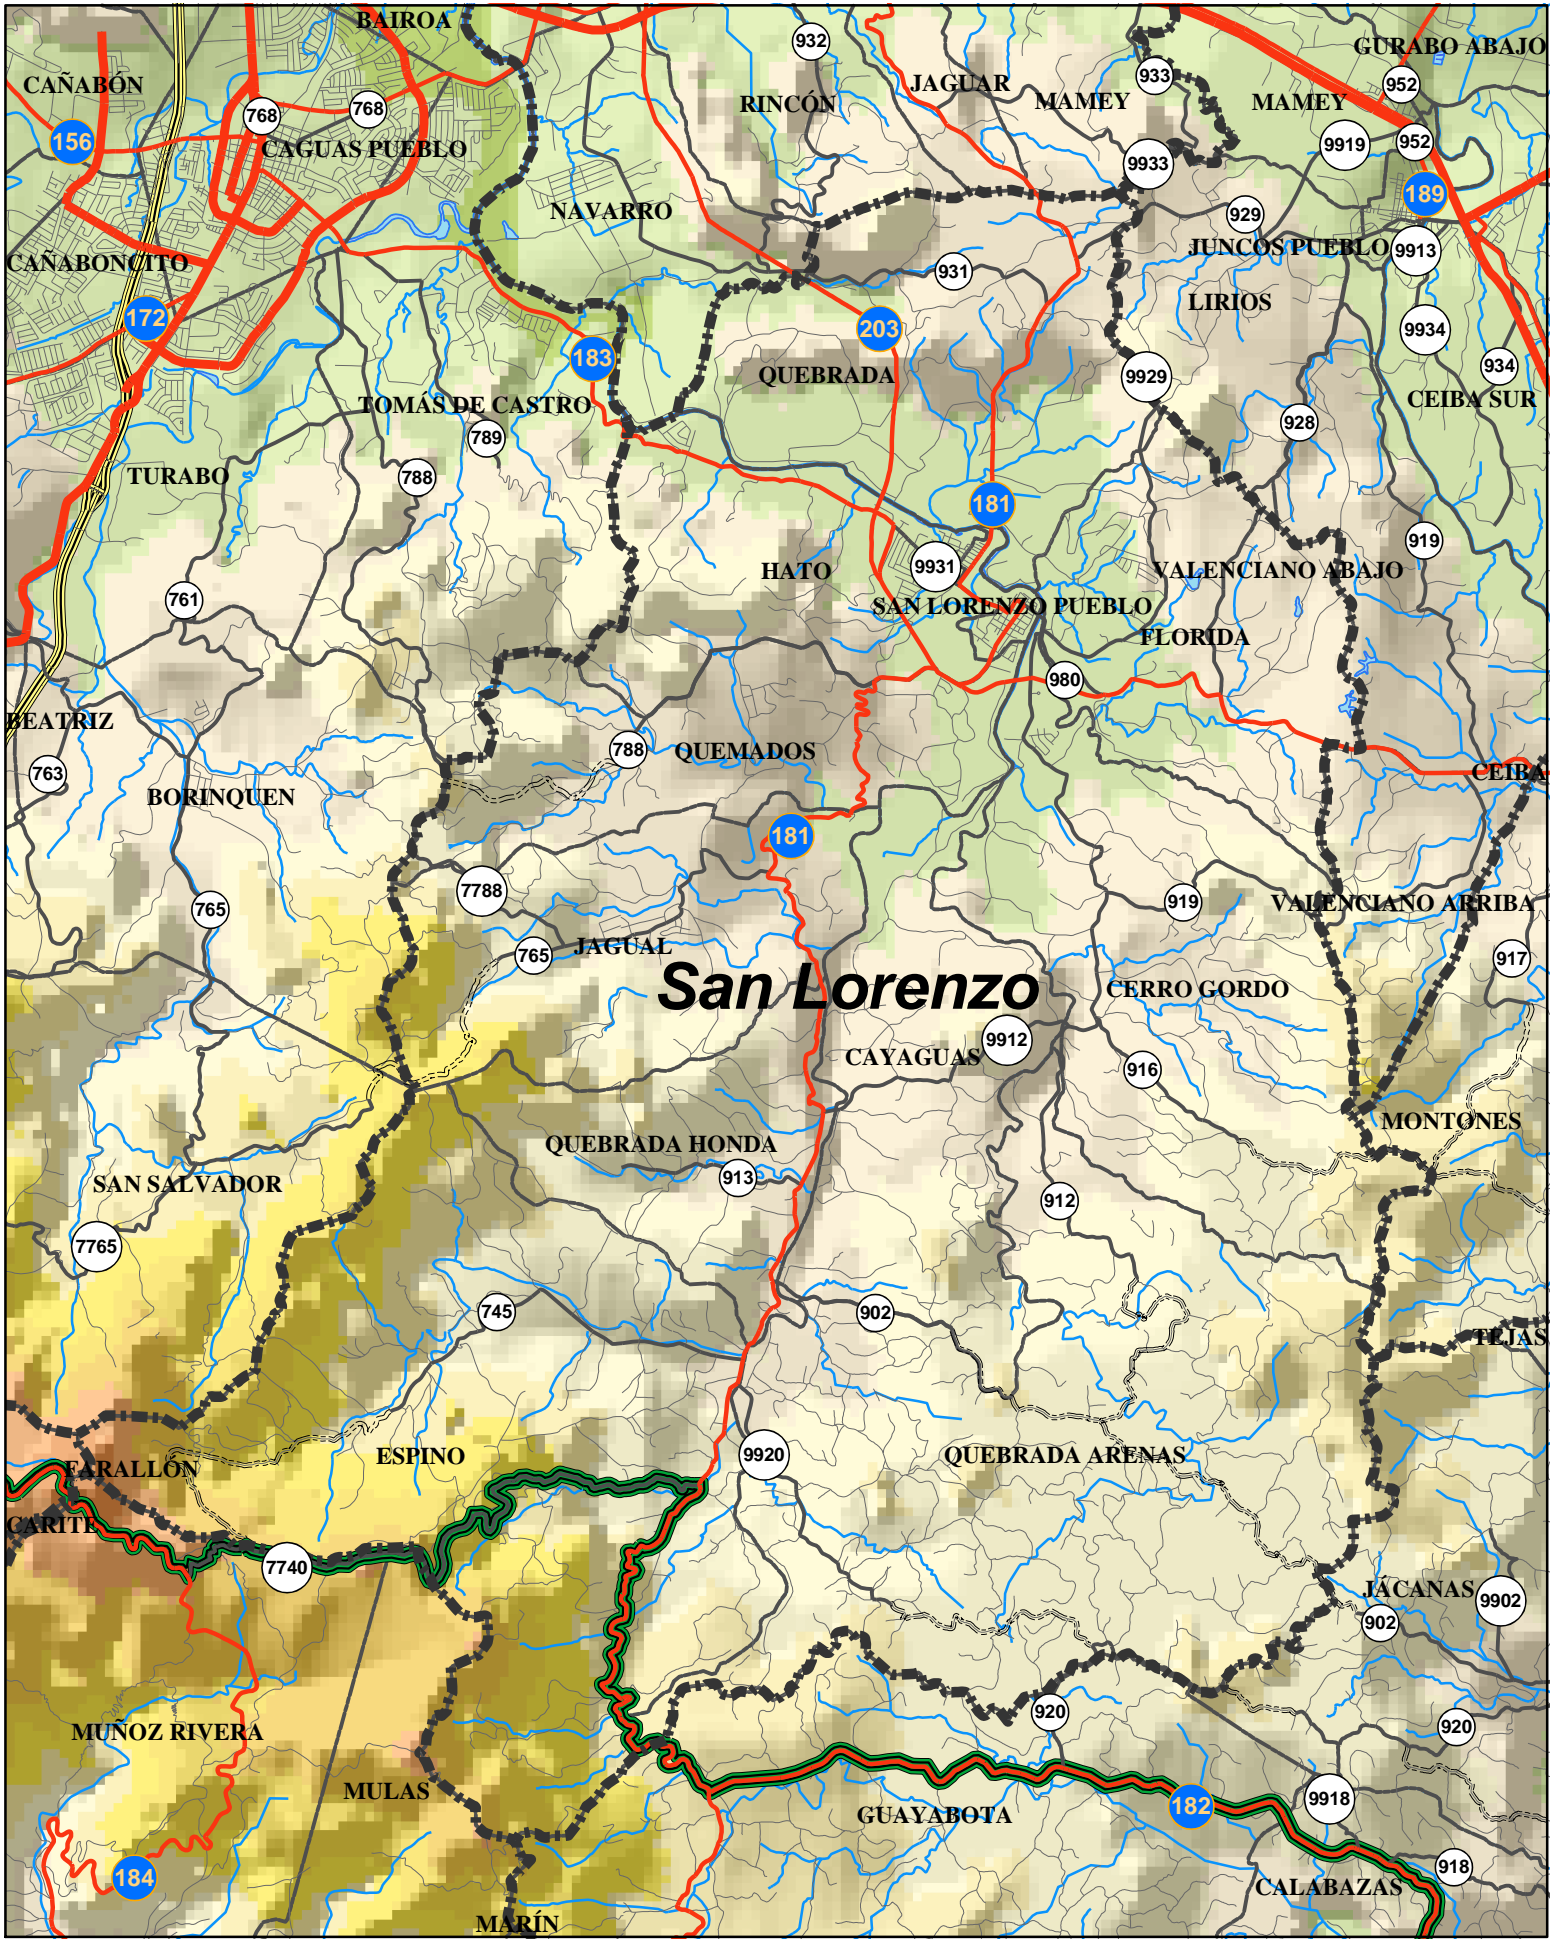 BAIROA
932
GURABO ABAJO
CAÑABÓN
933
JAGUAR
952
RINCÓN
MAMEY
MAMEY
768
768
156
952
9919
CAGUAS PUEBLO
9933
189
NAVARRO
929
JUNCOS PUEBLO
9913
CAÑABONCITO
931
LIRIOS
172
203
9934
183
934
QUEBRADA
9929
CEIBA SUR
TOMÁS DE CASTRO
928
789
TURABO
788
181
919
HATO
9931
VALENCIANO ABAJO
761
SAN LORENZO PUEBLO
FLORIDA
980
BEATRIZ
788
QUEMADOS
763
CEIBA
BORINQUEN
181
7788
919
VALENCIANO ARRIBA
765
JAGUAL
765
917
San Lorenzo
CERRO GORDO
9912
CAYAGUAS
916
MONTONES
QUEBRADA HONDA
913
SAN SALVADOR
912
7765
745
902
TEJAS
9920
ESPINO
QUEBRADA ARENAS
FARALLÓN
CARITE
7740
JÁCANAS
9902
902
920
920
MUÑOZ RIVERA
MULAS
9918
182
GUAYABOTA
184
918
CALABAZAS
MARÍN